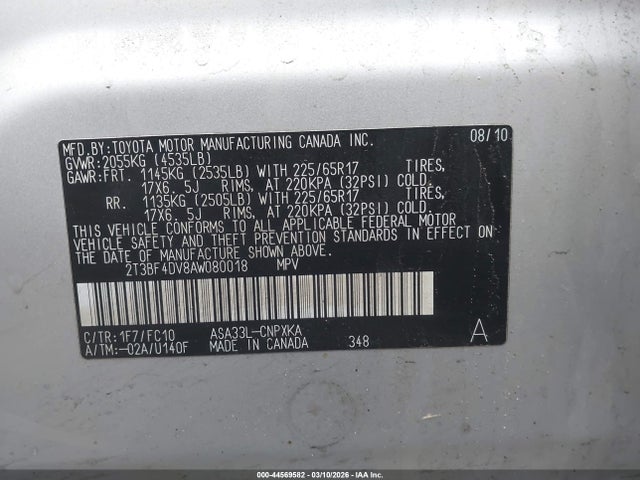 MFD.BY:TOYOTA MOTOR MANUFACTURING CANADA INC. 08/10
GVWR:2055KG (4535LB)
GAWR:FRT. 1145KG (2535LB) WITH 225/65R17 TIRES,
17X6. 5J RIMS, AT 220KPA (32PSI) COLD.
RR. 1135KG (2505LB) WITH 225/65R17 TIRES,
17X6. 5J RIMS, AT 220KPA (32PSI) COLD.
THIS VEHICLE CONFORMS TO ALL APPLICABLE FEDERAL MOTOR
VEHICLE SAFETY AND THEFT PREVENTION STANDARDS IN EFFECT ON
THE DATE OF MANUFACTURE SHOWN ABOVE.
2T3BF4DV8AW080018 MPV
C/TR:1F7/FC10 ASA33L-CNPXKA
A/TM:-02A/U140F MADE IN CANADA 348 A
000-44569582 — 03/10/2026 — IAA Inc.